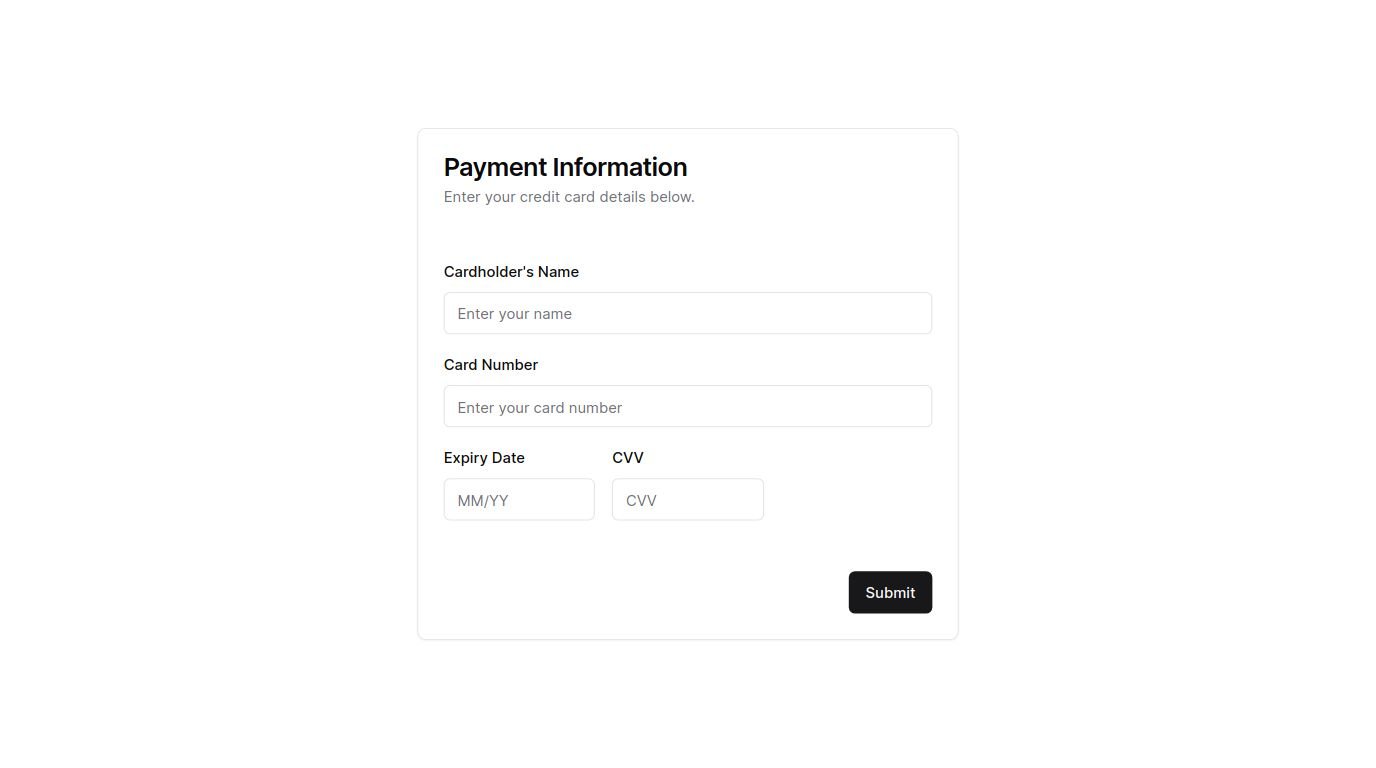 Payment Information
Enter your credit card details below.
Cardholder's Name
Enter your name
Card Number
Enter your card number
Expiry Date
CVV
MM/YY
CVV
Submit